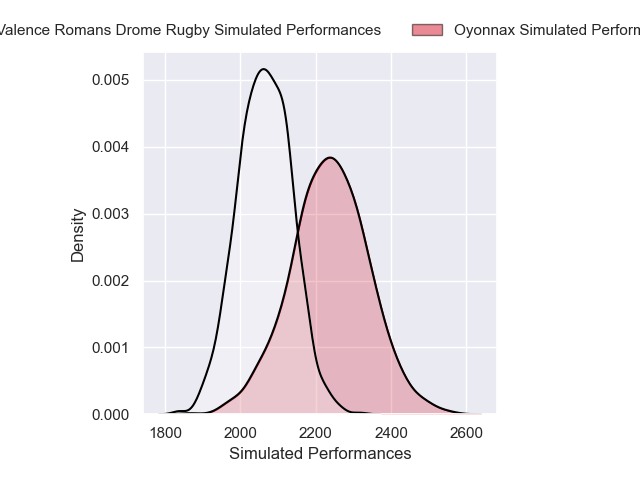 Valence Romans Drome Rugby Simulated Performances Oyonnax Simulated Perform
0.005
0.004
0.003
0.002
0.001
0.000
Density
1800 2000 2200 2400 2600
Simulated Performances